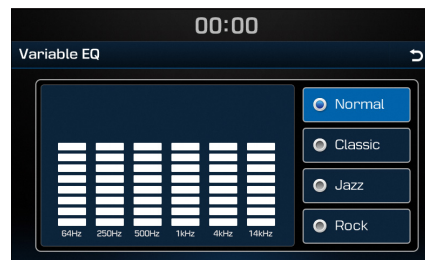 00:00
Variable EQ
Normal
Classic
Jazz
Rock
64Hz 250Hz 500Hz 1kHz 4kHz 14kHz